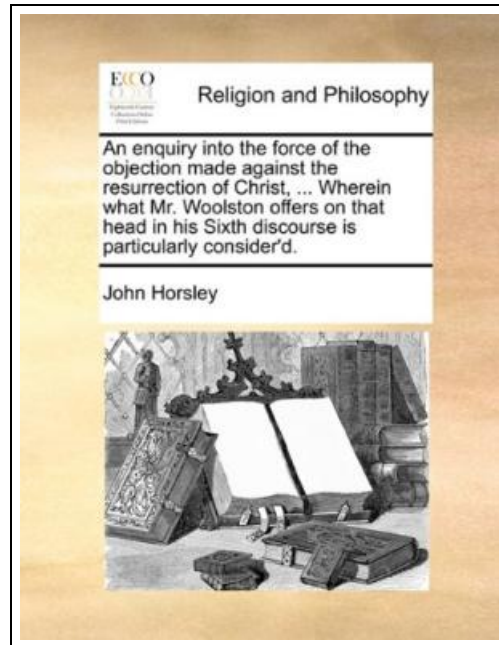 ECCO
Religion and Philosophy
An enquiry into the force of the
objection made against the
resurrection of Christ, ... Wherein
what Mr. Woolston offers on that
head in his Sixth discourse is
particularly consider'd.
John Horsley